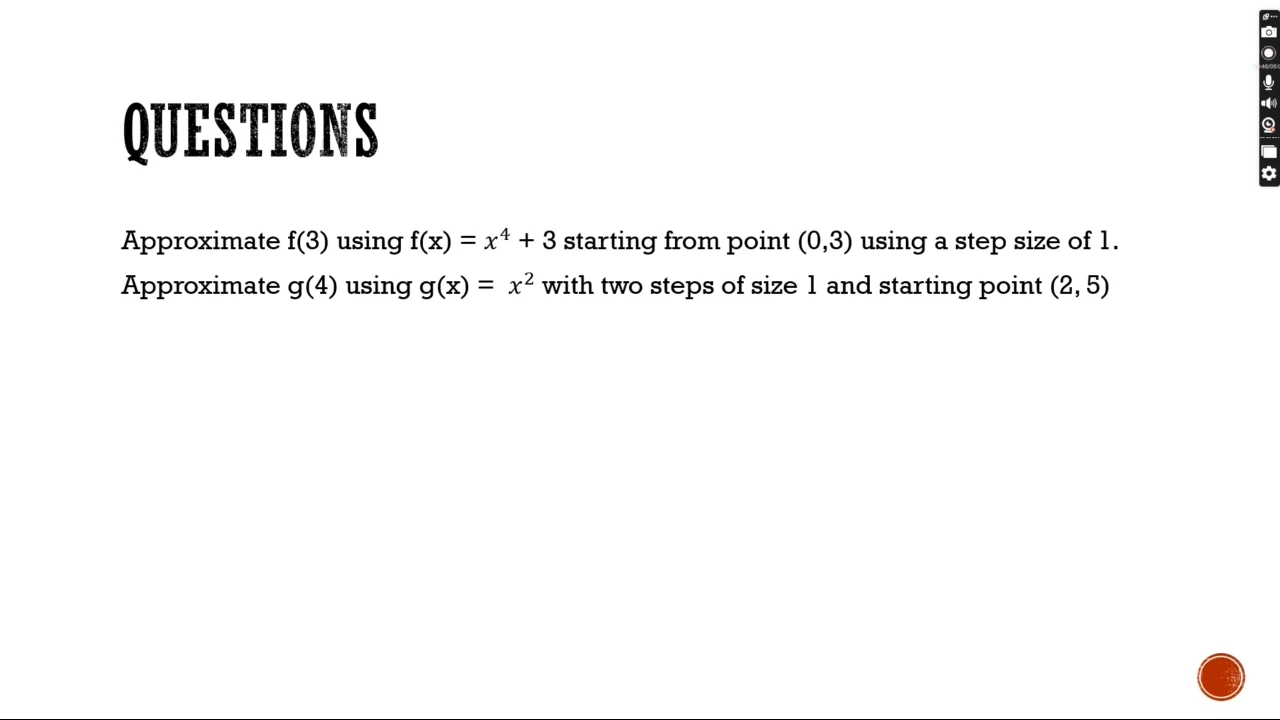 QUESTIONS
Approximate f(3) using f(x) = 𝑥⁴ + 3 starting from point (0,3) using a step size of 1.
Approximate g(4) using g(x) = 𝑥² with two steps of size 1 and starting point (2, 5)